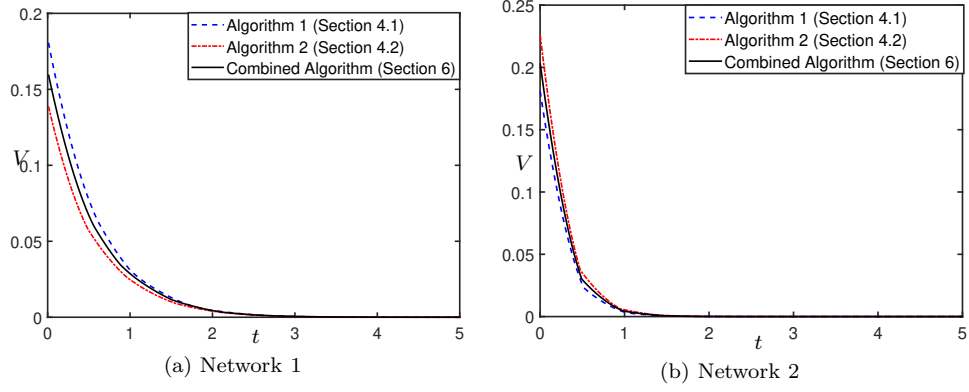 0.2
0.15
0.1
0.05
0
V
Algorithm 1 (Section 4.1)
Algorithm 2 (Section 4.2)
Combined Algorithm (Section 6)
0 1 2 3 4 5
t
(a) Network 1
0.25
0.2
0.15
0.1
0.05
0
V
Algorithm 1 (Section 4.1)
Algorithm 2 (Section 4.2)
Combined Algorithm (Section 6)
0 1 2 3 4 5
t
(b) Network 2